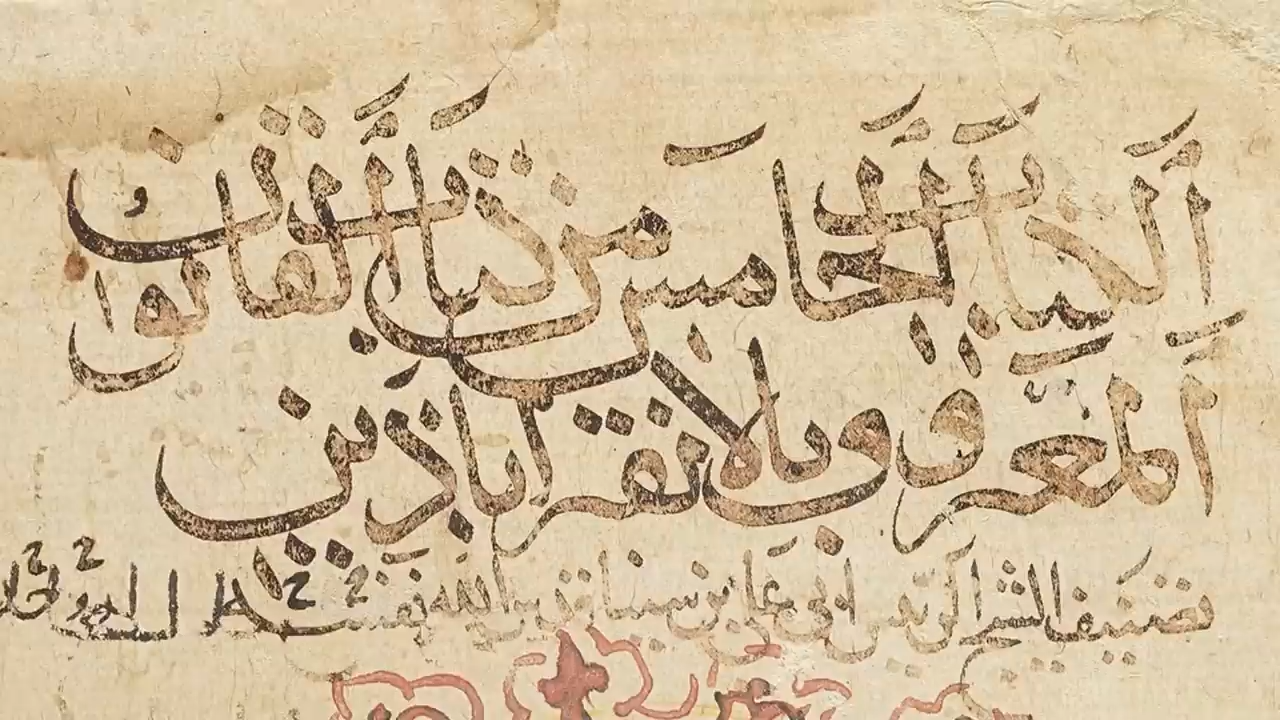 الكتاب الخامس من كتاب القانون
المعروف بالاقراباذين
تصنيف الشيخ الرئيس ابي علي بن سينا قدس الله نفسه